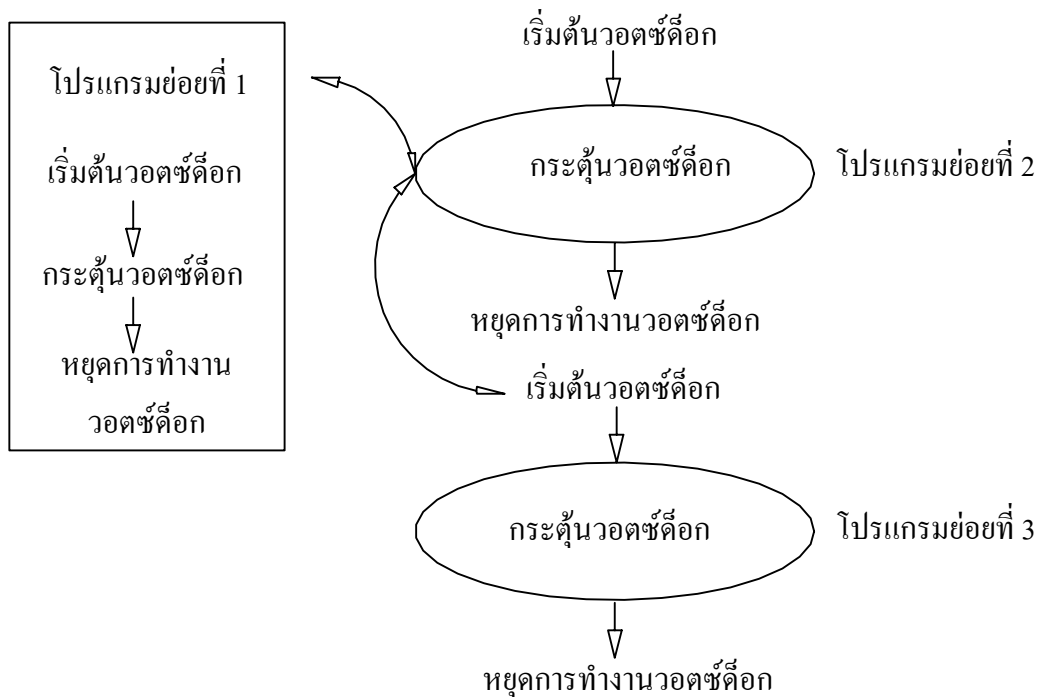 โปรแกรมย่อยที่ 1
เริ่มต้นวอตซ์ด็อก
กระตุ้นวอตซ์ด็อก
หยุดการทำงาน
วอตซ์ด็อก
เริ่มต้นวอตซ์ด็อก
กระตุ้นวอตซ์ด็อก
โปรแกรมย่อยที่ 2
หยุดการทำงานวอตซ์ด็อก
เริ่มต้นวอตซ์ด็อก
กระตุ้นวอตซ์ด็อก
โปรแกรมย่อยที่ 3
หยุดการทำงานวอตซ์ด็อก